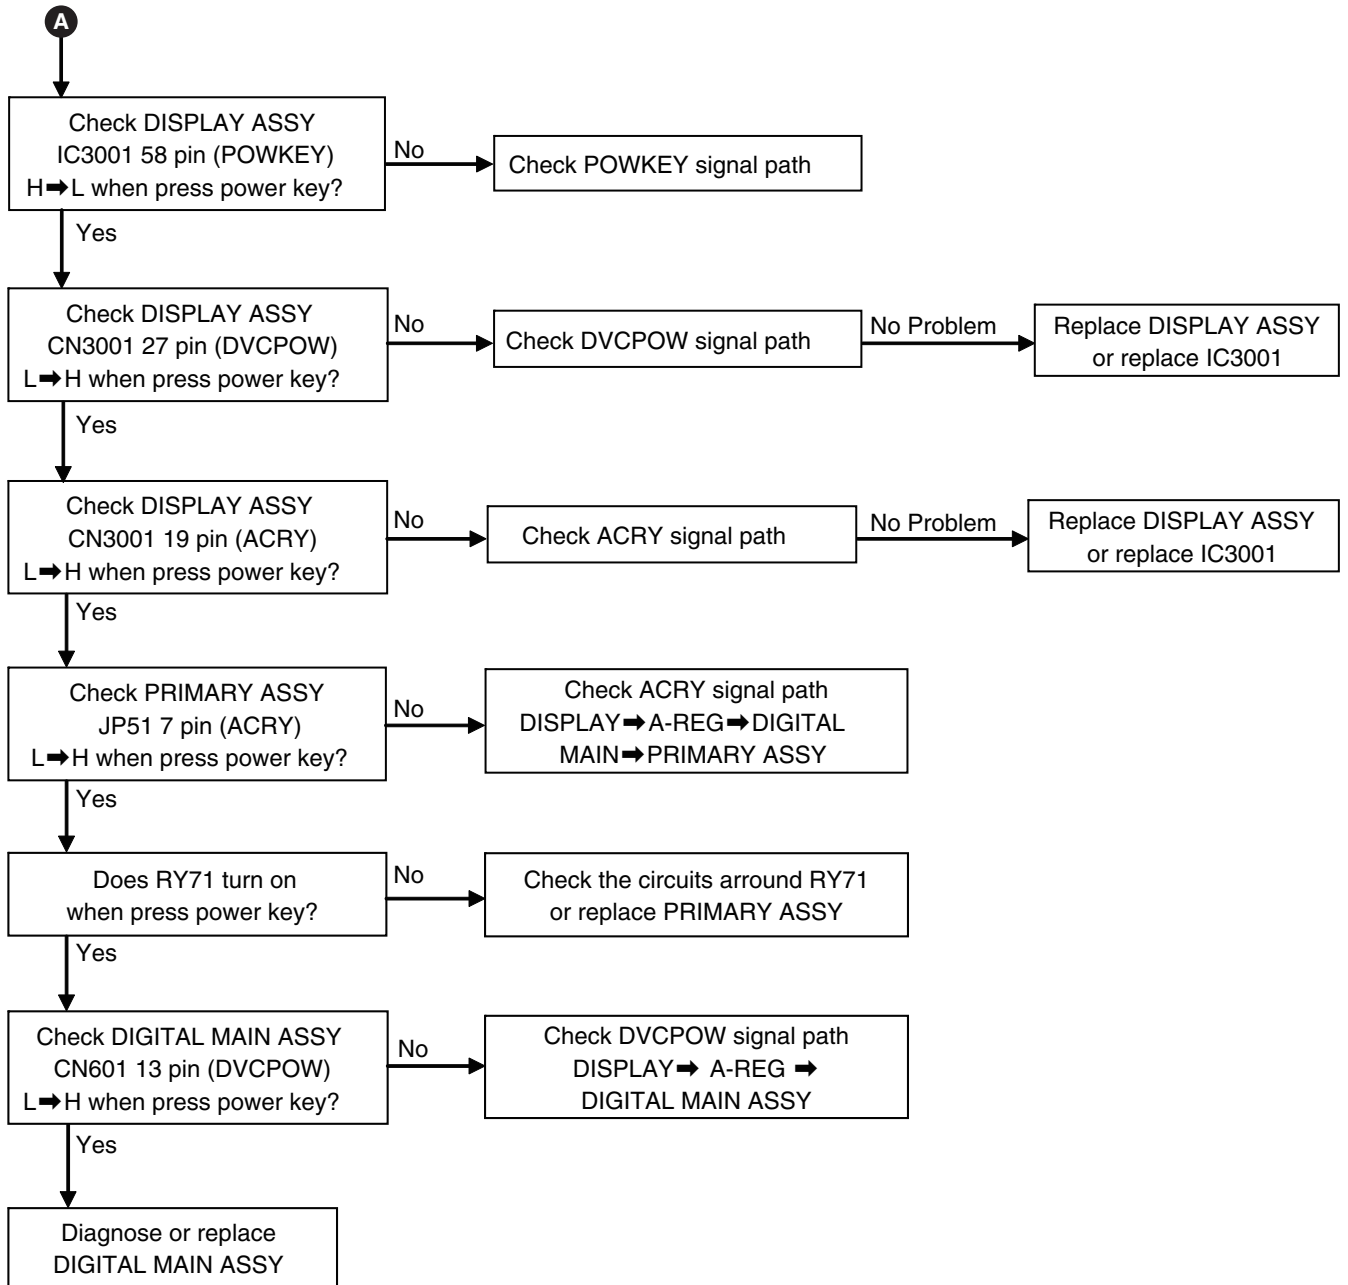 A
Check DISPLAY ASSY
IC3001 58 pin (POWKEY)
H➡L when press power key?
No
Check POWKEY signal path
Yes
Check DISPLAY ASSY
CN3001 27 pin (DVCPOW)
L➡H when press power key?
No
Check DVCPOW signal path
No Problem
Replace DISPLAY ASSY
or replace IC3001
Yes
Check DISPLAY ASSY
CN3001 19 pin (ACRY)
L➡H when press power key?
No
Check ACRY signal path
No Problem
Replace DISPLAY ASSY
or replace IC3001
Yes
Check PRIMARY ASSY
JP51 7 pin (ACRY)
L➡H when press power key?
No
Check ACRY signal path
DISPLAY➡A-REG➡DIGITAL
MAIN➡PRIMARY ASSY
Yes
Does RY71 turn on
when press power key?
No
Check the circuits arround RY71
or replace PRIMARY ASSY
Yes
Check DIGITAL MAIN ASSY
CN601 13 pin (DVCPOW)
L➡H when press power key?
No
Check DVCPOW signal path
DISPLAY➡ A-REG ➡
DIGITAL MAIN ASSY
Yes
Diagnose or replace
DIGITAL MAIN ASSY